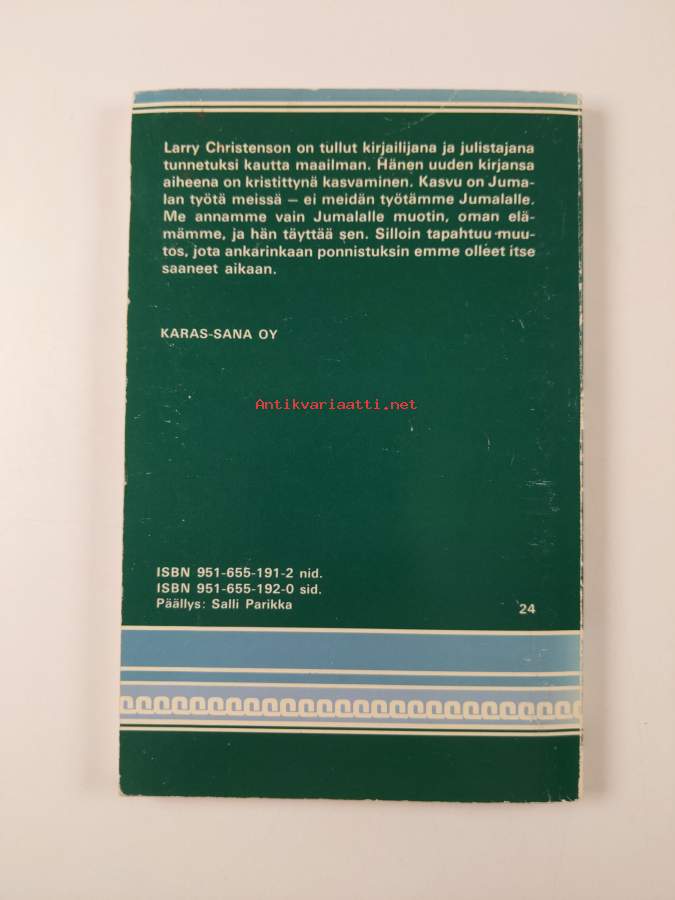 Larry Christenson on tullut kirjailijana ja julistajana
tunnetuksi kautta maailman. Hänen uuden kirjansa
aiheena on kristittynä kasvaminen. Kasvu on Juma-
lan työtä meissä — ei meidän työtämme Jumalalle.
Me annamme vain Jumalalle muotin, oman elä-
mämme, ja hän täyttää sen. Silloin tapahtuu muu-
tos, jota ankarinkaan ponnistuksin emme olleet itse
saaneet aikaan.
KARAS-SANA OY
Antikvariaatti.net
ISBN 951-655-191-2 nid.
ISBN 951-655-192-0 sid.
Päällys: Salli Parikka
24